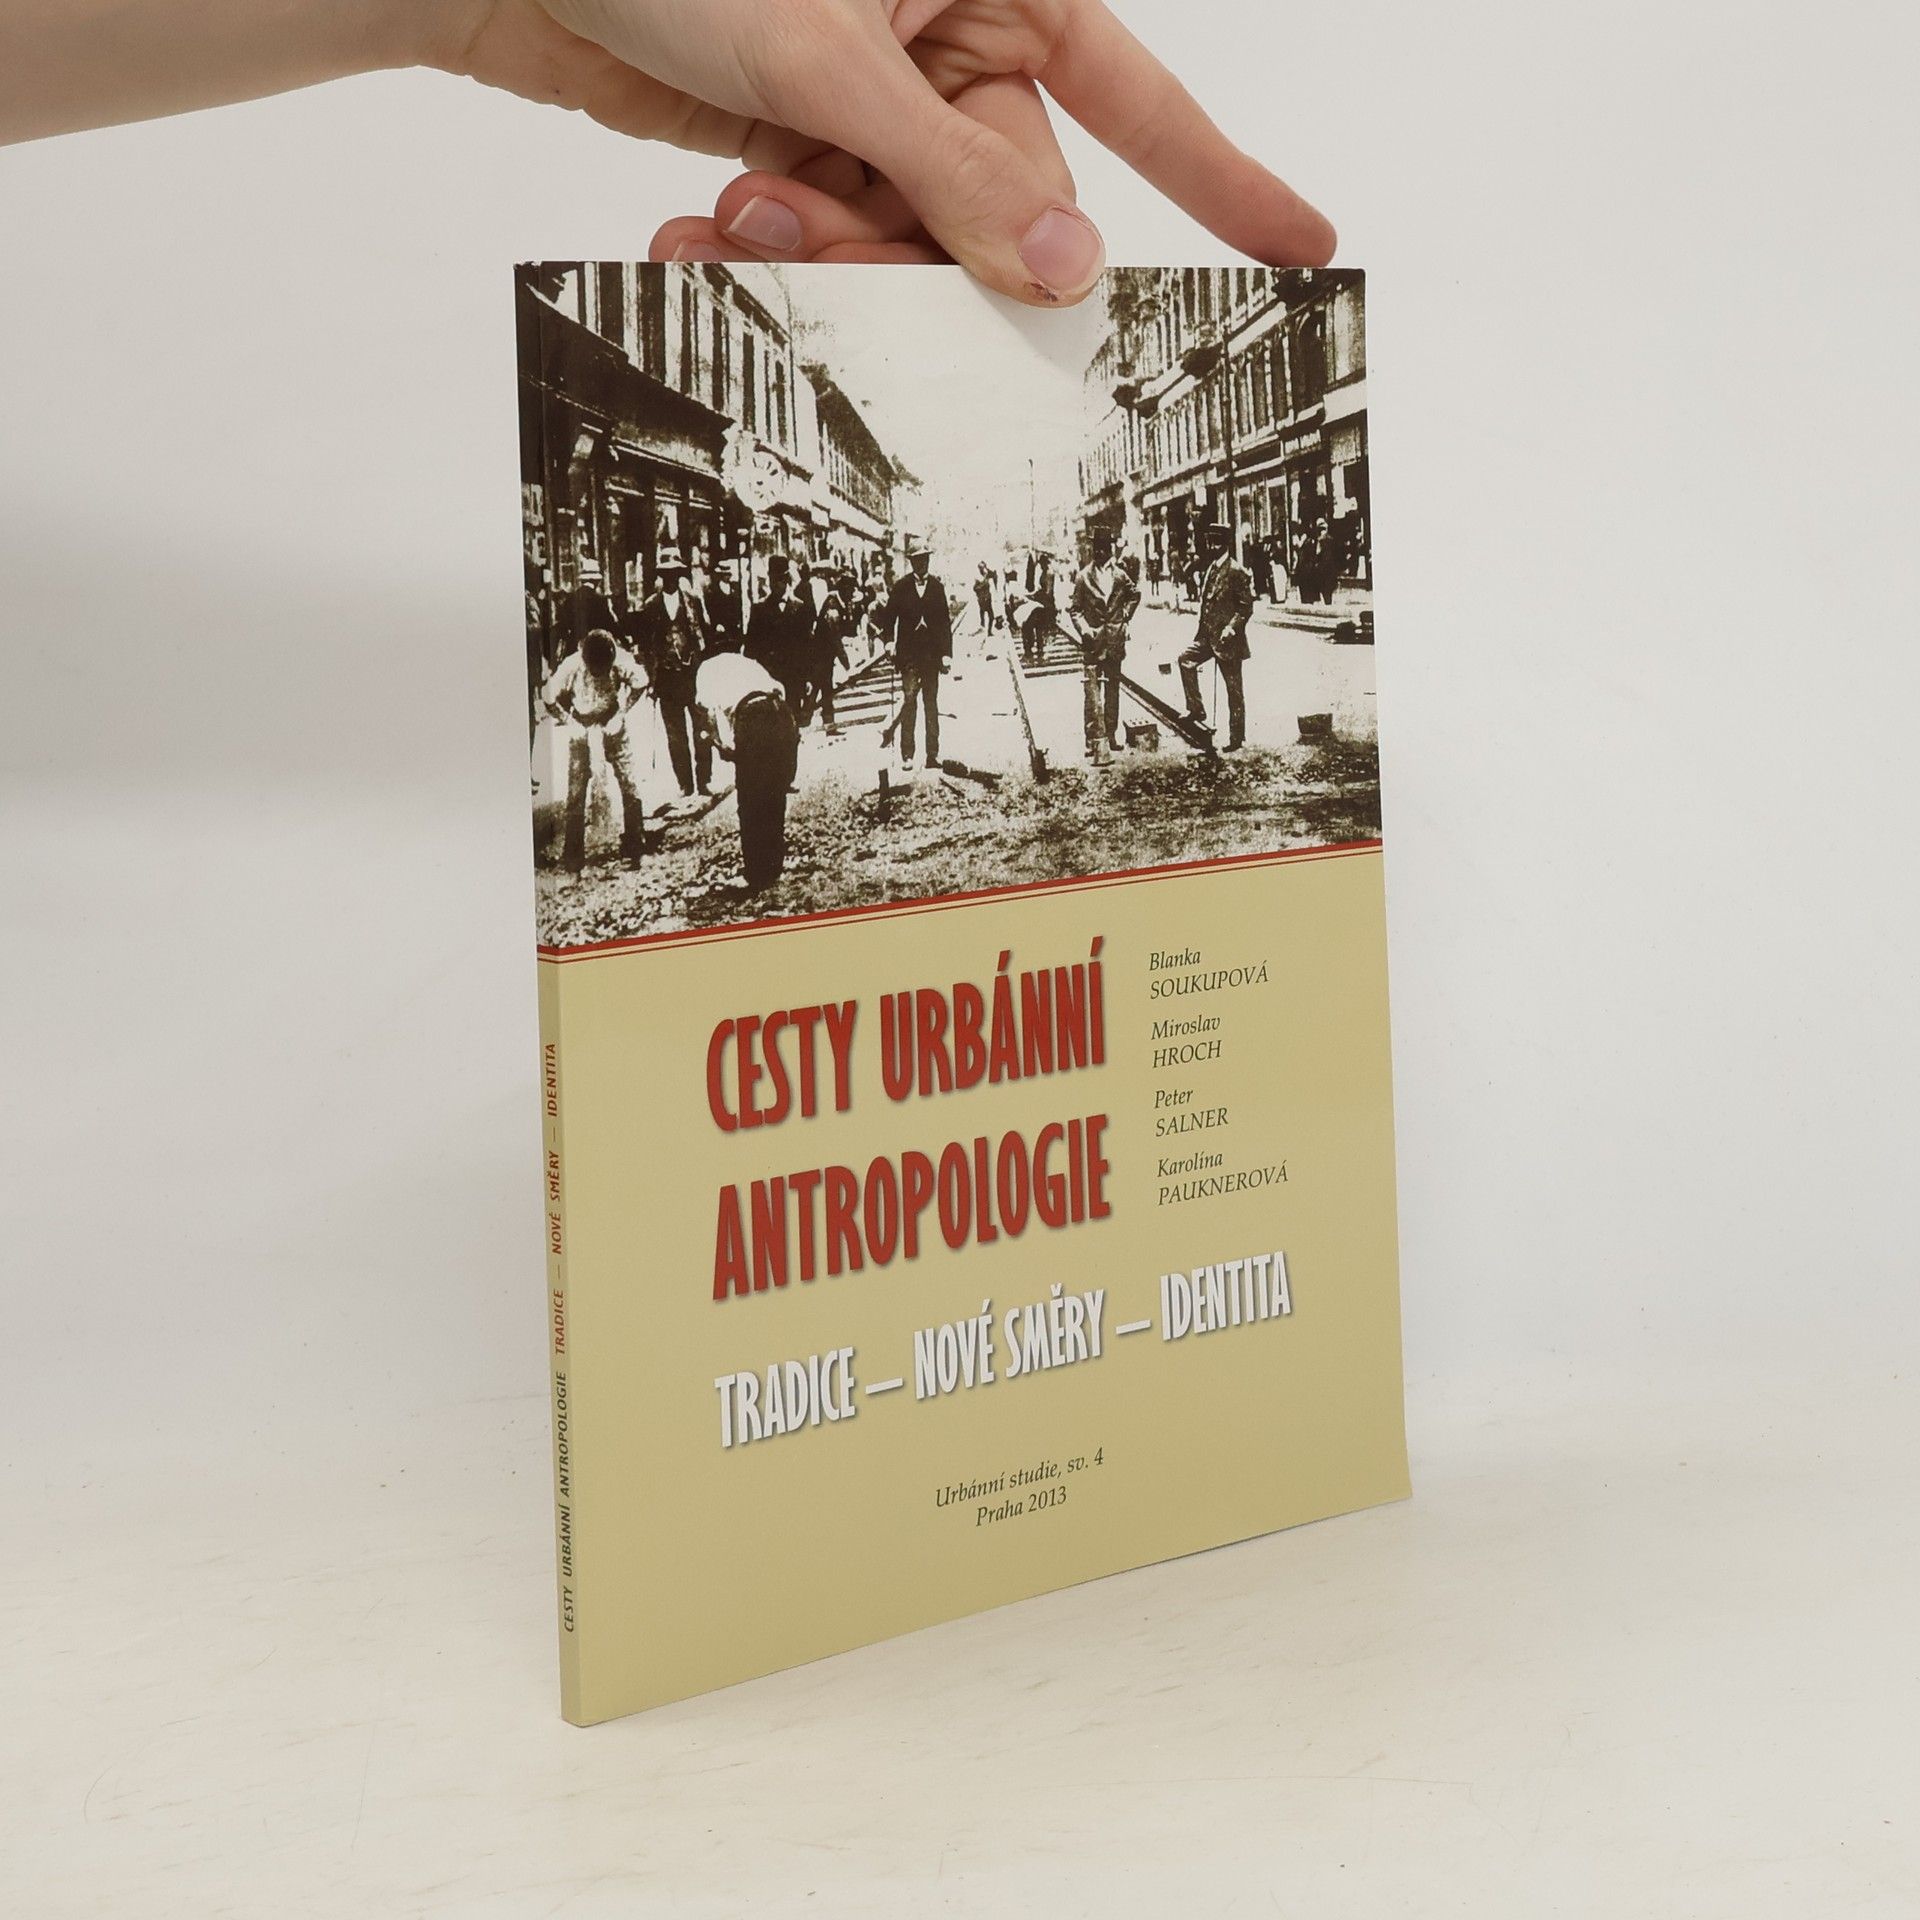 CESTY URBÁNNÍ
ANTROPOLOGIE
Blanka
SOUKUPOVÁ
Miroslav
HROCH
Peter
SALNER
Karolína
PAUKNEROVÁ
TRADICE – NOVÉ SMĚRY – IDENTITA
Urbánní studie, sv. 4
Praha 2013
CESTY URBÁNNÍ ANTROPOLOGIE TRADICE – NOVÉ SMĚRY – IDENTITA